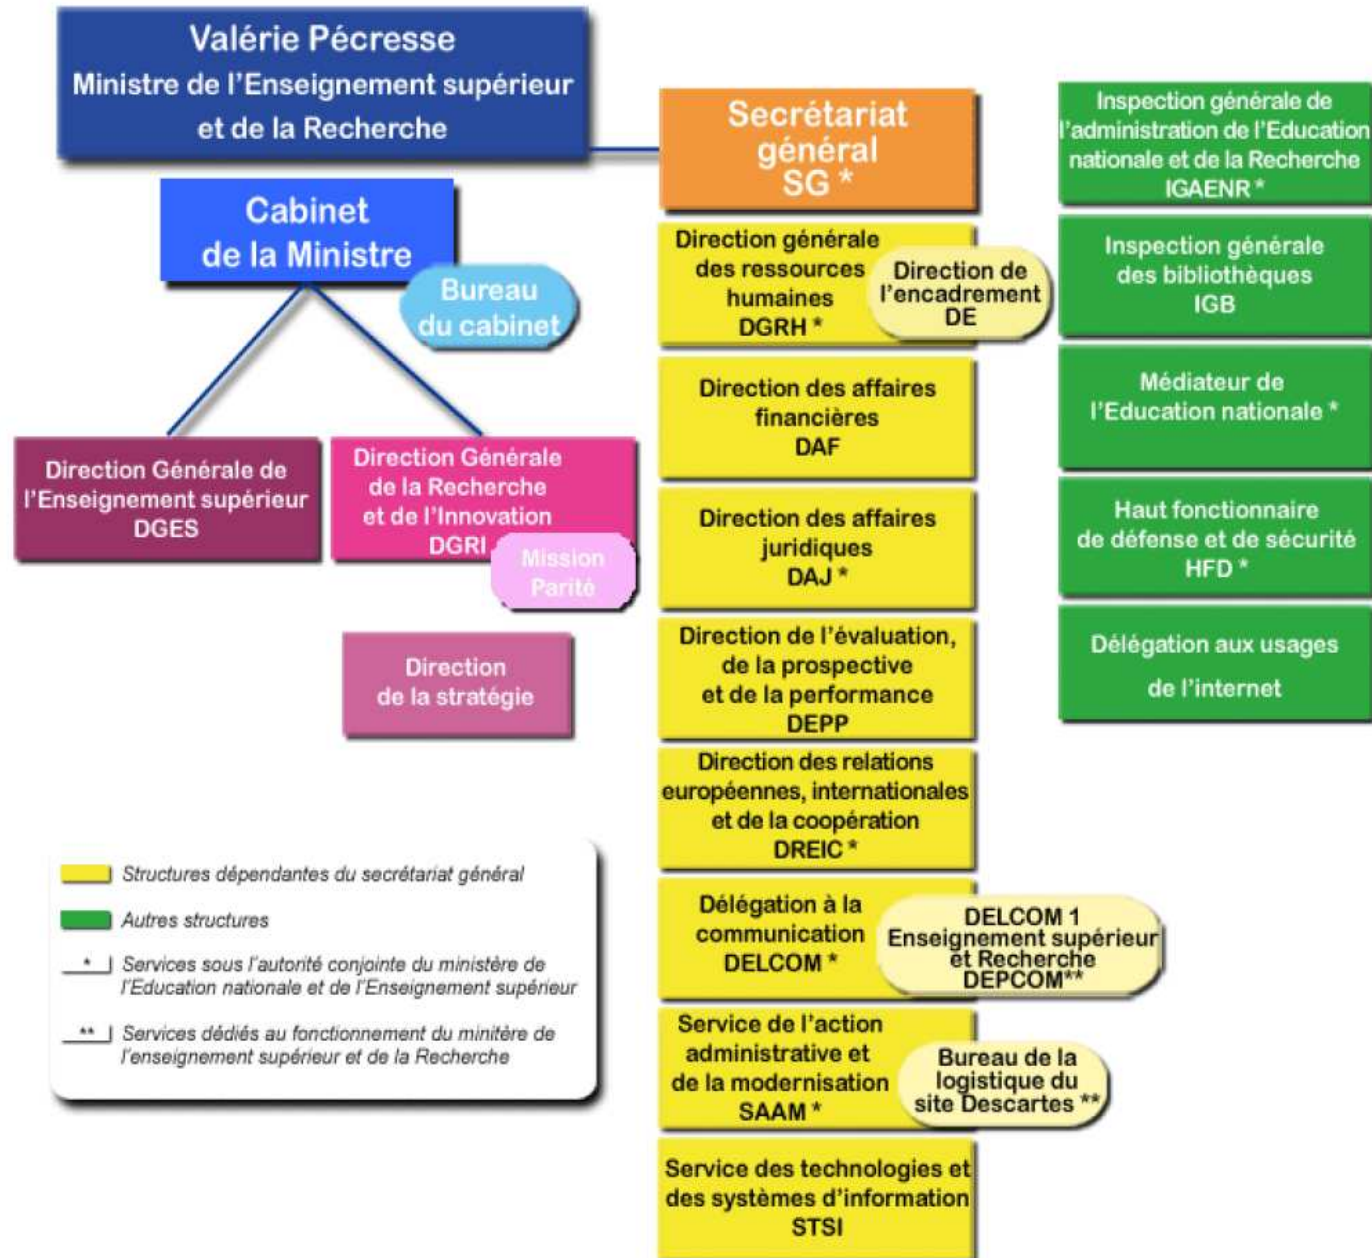 Valérie Pécresse
Ministre de l'Enseignement supérieur
et de la Recherche
Cabinet
de la Ministre
Bureau
du cabinet
Direction Générale de
l'Enseignement supérieur
DGES
Direction Générale
de la Recherche
et de l'Innovation
DGRI
Mission
Parité
Direction
de la stratégie
Secrétariat
général
SG *
Direction générale
des ressources
humaines
DGRH *
Direction de
l'encadrement
DE
Direction des affaires
financières
DAF
Direction des affaires
juridiques
DAJ *
Direction de l'évaluation,
de la prospective
et de la performance
DEPP
Direction des relations
européennes, internationales
et de la coopération
DREIC *
Délégation à la
communication
DELCOM *
DELCOM 1
Enseignement supérieur
et Recherche
DEPCOM**
Service de l'action
administrative et
de la modernisation
SAAM *
Bureau de la
logistique du
site Descartes **
Service des technologies et
des systèmes d'information
STSI
Inspection générale de
l'administration de l'Education
nationale et de la Recherche
IGAENR *
Inspection générale
des bibliothèques
IGB
Médiateur de
l'Education nationale *
Haut fonctionnaire
de défense et de sécurité
HFD *
Délégation aux usages
de l'internet
Structures dépendantes du secrétariat général
Autres structures
* Services sous l'autorité conjointe du ministère de
l'Education nationale et de l'Enseignement supérieur
** Services dédiés au fonctionnement du minitère de
l'enseignement supérieur et de la Recherche